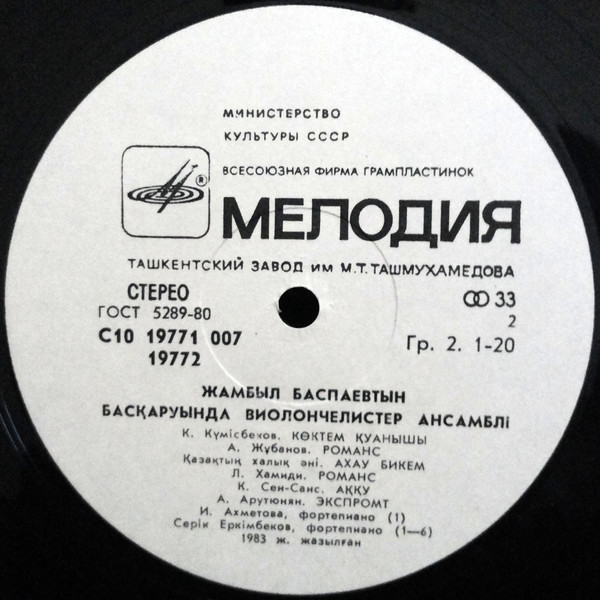 МИНИСТЕРСТВО
КУЛЬТУРЫ СССР
ВСЕСОЮЗНАЯ ФИРМА ГРАМПЛАСТИНОК
®
МЕЛОДИЯ
ТАШКЕНТСКИЙ ЗАВОД ИМ М.Т.ТАШМУХАМЕДОВА
СТЕРЕО 33
ГОСТ 5289-80 2
С10 19771 007 Гр. 2. 1-20
19772
ЖАМБЫЛ БАСПАЕВТЫН
БАСҚАРУЫНДА ВИОЛОНЧЕЛИСТЕР АНСАМБЛІ
К. Күмісбеков. КӨКТЕМ ҚУАНЫШЫ
А. Жұбанов. РОМАНС
Қазақтың халық әні. АХАУ БИКЕМ
Л. Хамиди. РОМАНС
К. Сен-Санс. АҚҚУ
А. Арутюнян. ЭКСПРОМТ
И. Ахметова, фортепиано (1)
Серік Еркімбеков, фортепиано (1—6)
1983 ж. жазылған